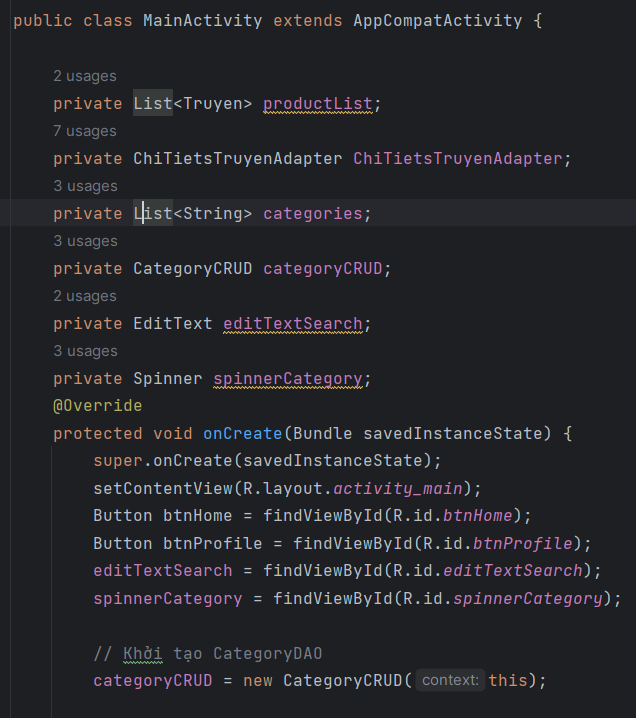 public class MainActivity extends AppCompatActivity {
2 usages
private List<Truyen> productList;
7 usages
private ChiTietsTruyenAdapter ChiTietsTruyenAdapter;
3 usages
private List<String> categories;
3 usages
private CategoryCRUD categoryCRUD;
2 usages
private EditText editTextSearch;
3 usages
private Spinner spinnerCategory;
@Override
protected void onCreate(Bundle savedInstanceState) {
super.onCreate(savedInstanceState);
setContentView(R.layout.activity_main);
Button btnHome = findViewById(R.id.btnHome);
Button btnProfile = findViewById(R.id.btnProfile);
editTextSearch = findViewById(R.id.editTextSearch);
spinnerCategory = findViewById(R.id.spinnerCategory);
// Khởi tạo CategoryDAO
categoryCRUD = new CategoryCRUD( context: this);